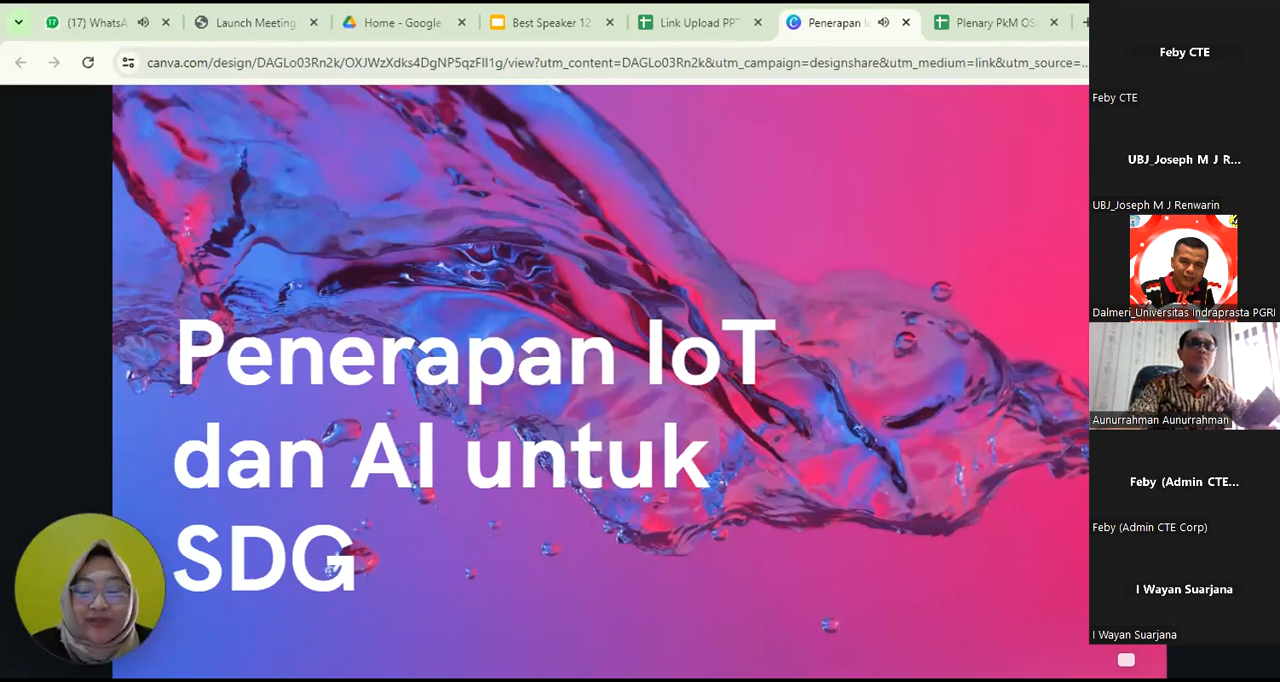 (17) WhatsA
Launch Meeting
Home - Google
Best Speaker 12
Link Upload PPT
Penerapan Io
Plenary PkM OS
canva.com/design/DAGLo03Rn2k/OXJWzXdks4DgNP5qzFlI1g/view?utm_content=DAGLo03Rn2k&utm_campaign=designshare&utm_medium=link&utm_source=...
Penerapan IoT
dan AI untuk
SDG
Feby CTE
Feby CTE
UBJ_Joseph M J R...
UBJ_Joseph M J Renwarin
Dalmeri_Universitas Indraprasta PGRI
Aunurrahman Aunurrahman
Feby (Admin CTE...
Feby (Admin CTE Corp)
I Wayan Suarjana
I Wayan Suarjana